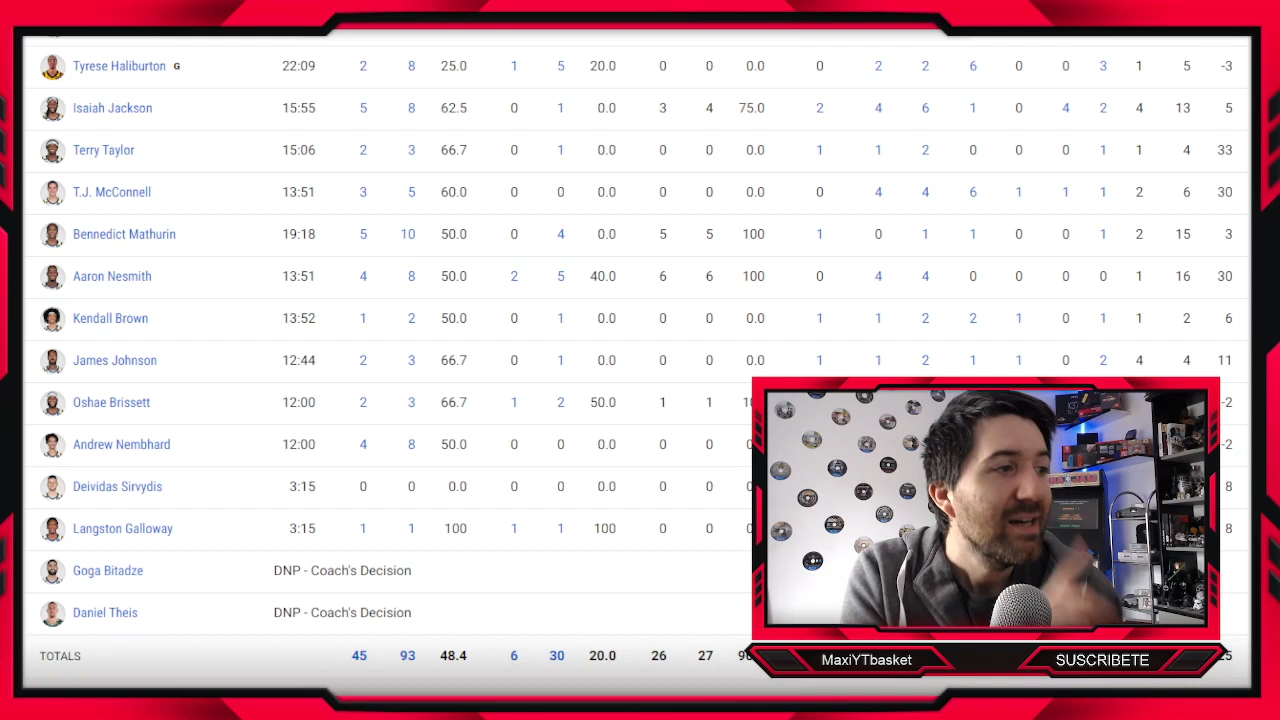 Tyrese Haliburton G 22:09 2 8 25.0 1 5 20.0 0 0 0.0 0 2 2 6 0 0 3 1 5 -3
Isaiah Jackson 15:55 5 8 62.5 0 1 0.0 3 4 75.0 2 4 6 1 0 4 2 4 13 5
Terry Taylor 15:06 2 3 66.7 0 1 0.0 0 0 0.0 1 1 2 0 0 0 1 1 4 33
T.J. McConnell 13:51 3 5 60.0 0 0 0.0 0 0 0.0 0 4 4 6 1 1 1 2 6 30
Bennedict Mathurin 19:18 5 10 50.0 0 4 0.0 5 5 100 1 0 1 1 0 0 1 2 15 3
Aaron Nesmith 13:51 4 8 50.0 2 5 40.0 6 6 100 0 4 4 0 0 0 0 1 16 30
Kendall Brown 13:52 1 2 50.0 0 1 0.0 0 0 0.0 1 1 2 2 1 0 1 1 2 6
James Johnson 12:44 2 3 66.7 0 1 0.0 0 0 0.0 1 1 2 1 1 0 2 4 4 11
Oshae Brissett 12:00 2 3 66.7 1 2 50.0 1 1 -2
Andrew Nembhard 12:00 4 8 50.0 0 0 0.0 0 0 -2
Deividas Sirvydis 3:15 0 0 0.0 0 0 0.0 0 0 8
Langston Galloway 3:15 1 1 100 1 1 100 0 0 8
Goga Bitadze DNP - Coach's Decision
Daniel Theis DNP - Coach's Decision
TOTALS 45 93 48.4 6 30 20.0 26 27
MaxiYTbasket
SUSCRIBETE